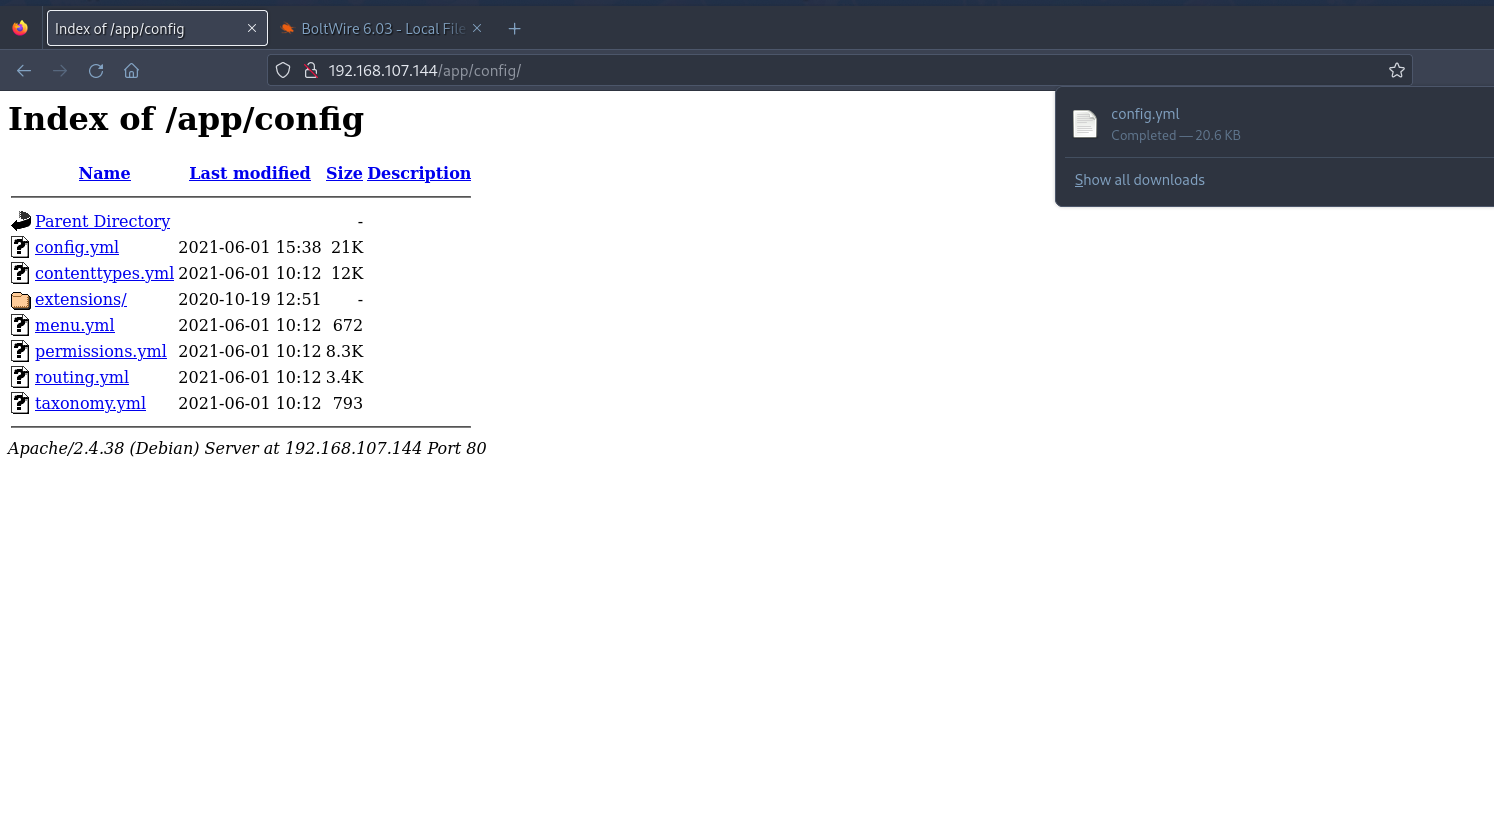 Index of /app/config
BoltWire 6.03 - Local File
192.168.107.144/app/config/
config.yml
Completed — 20.6 KB
Show all downloads
Index of /app/config
Name Last modified Size Description
Parent Directory -
config.yml 2021-06-01 15:38 21K
contenttypes.yml 2021-06-01 10:12 12K
extensions/ 2020-10-19 12:51 -
menu.yml 2021-06-01 10:12 672
permissions.yml 2021-06-01 10:12 8.3K
routing.yml 2021-06-01 10:12 3.4K
taxonomy.yml 2021-06-01 10:12 793
Apache/2.4.38 (Debian) Server at 192.168.107.144 Port 80